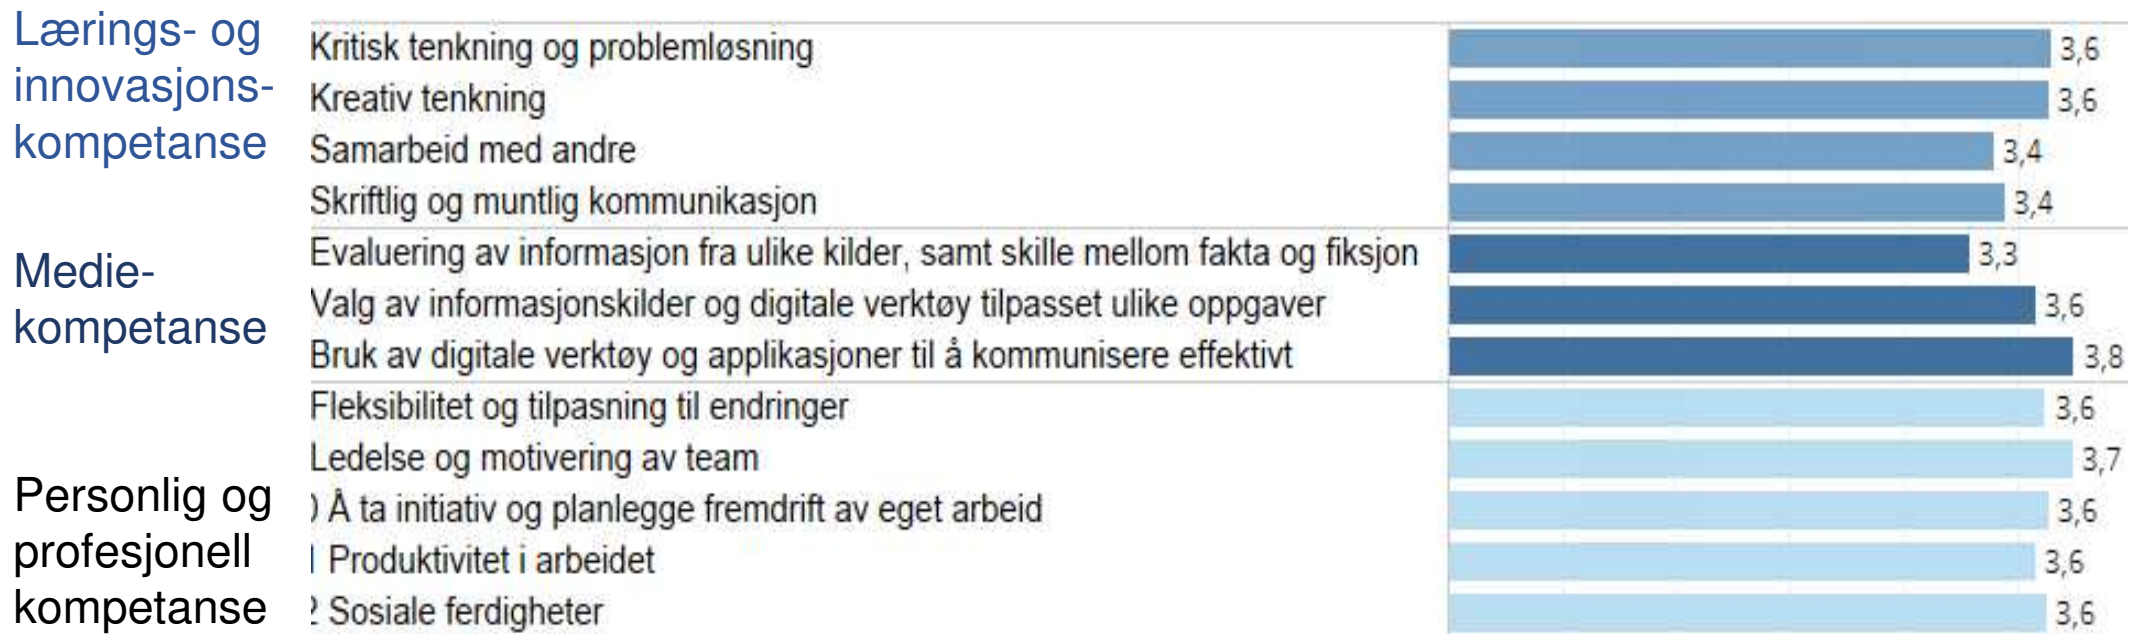 Lærings- og
innovasjons-
kompetanse
Kritisk tenkning og problemløsning 3,6
Kreativ tenkning 3,6
Samarbeid med andre 3,4
Skriftlig og muntlig kommunikasjon 3,4
Medie-
kompetanse
Evaluering av informasjon fra ulike kilder, samt skille mellom fakta og fiksjon 3,3
Valg av informasjonskilder og digitale verktøy tilpasset ulike oppgaver 3,6
Bruk av digitale verktøy og applikasjoner til å kommunisere effektivt 3,8
Personlig og
profesjonell
kompetanse
Fleksibilitet og tilpasning til endringer 3,6
Ledelse og motivering av team 3,7
Å ta initiativ og planlegge fremdrift av eget arbeid 3,6
Produktivitet i arbeidet 3,6
Sosiale ferdigheter 3,6